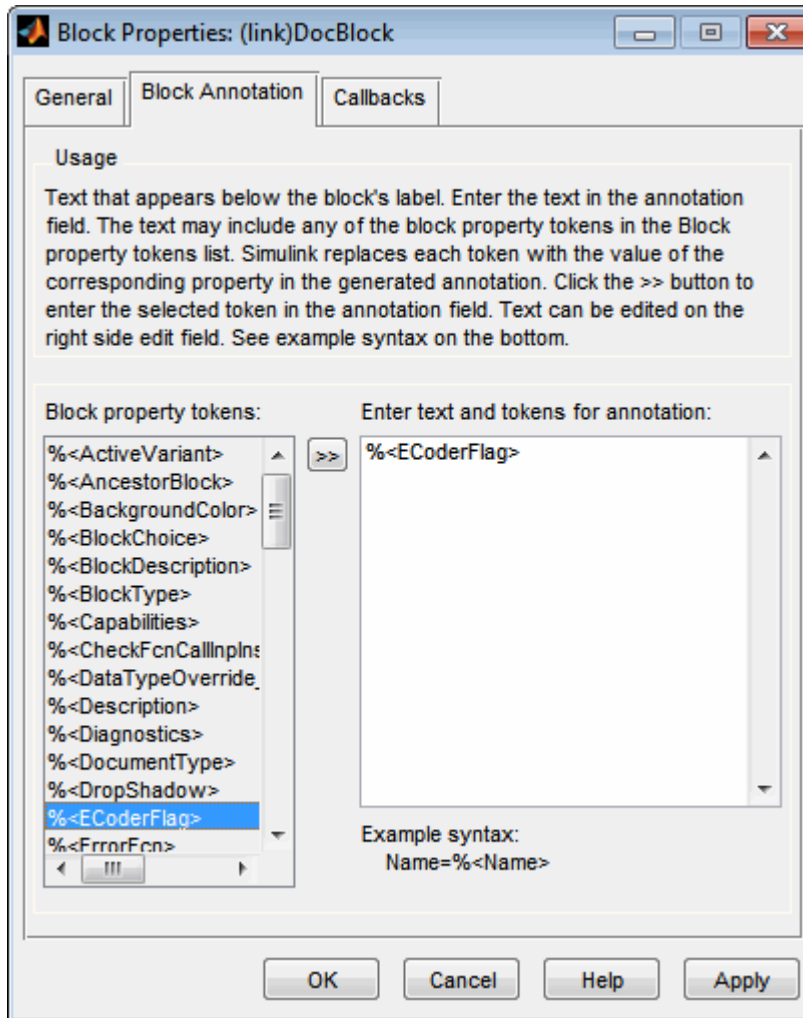 Block Properties: (link)DocBlock
General
Block Annotation
Callbacks
Usage
Text that appears below the block's label. Enter the text in the annotation
field. The text may include any of the block property tokens in the Block
property tokens list. Simulink replaces each token with the value of the
corresponding property in the generated annotation. Click the >> button to
enter the selected token in the annotation field. Text can be edited on the
right side edit field. See example syntax on the bottom.
Block property tokens:
%<ActiveVariant>
%<AncestorBlock>
%<BackgroundColor>
%<BlockChoice>
%<BlockDescription>
%<BlockType>
%<Capabilities>
%<CheckFcnCallInpIns
%<DataTypeOverride_
%<Description>
%<Diagnostics>
%<DocumentType>
%<DropShadow>
%<ECoderFlag>
%<ErrorFcn>
>>
Enter text and tokens for annotation:
%<ECoderFlag>
Example syntax:
Name=%<Name>
OK
Cancel
Help
Apply